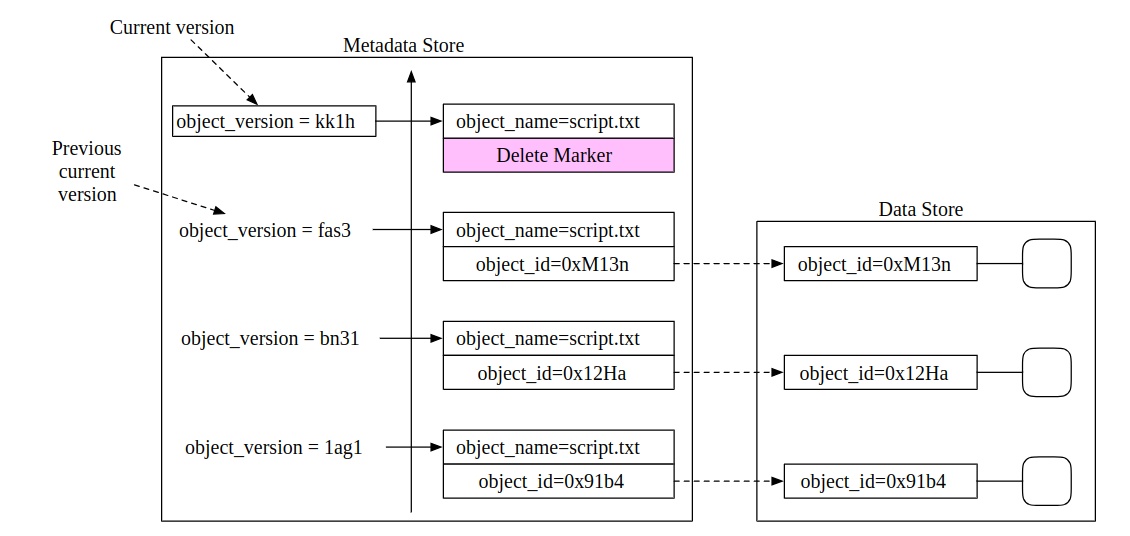 Current version
Metadata Store
object_version = kk1h
object_name=script.txt
Delete Marker
Previous
current
version
object_version = fas3
object_name=script.txt
object_id=0xM13n
object_version = bn31
object_name=script.txt
object_id=0x12Ha
object_version = 1ag1
object_name=script.txt
object_id=0x91b4
Data Store
object_id=0xM13n
object_id=0x12Ha
object_id=0x91b4